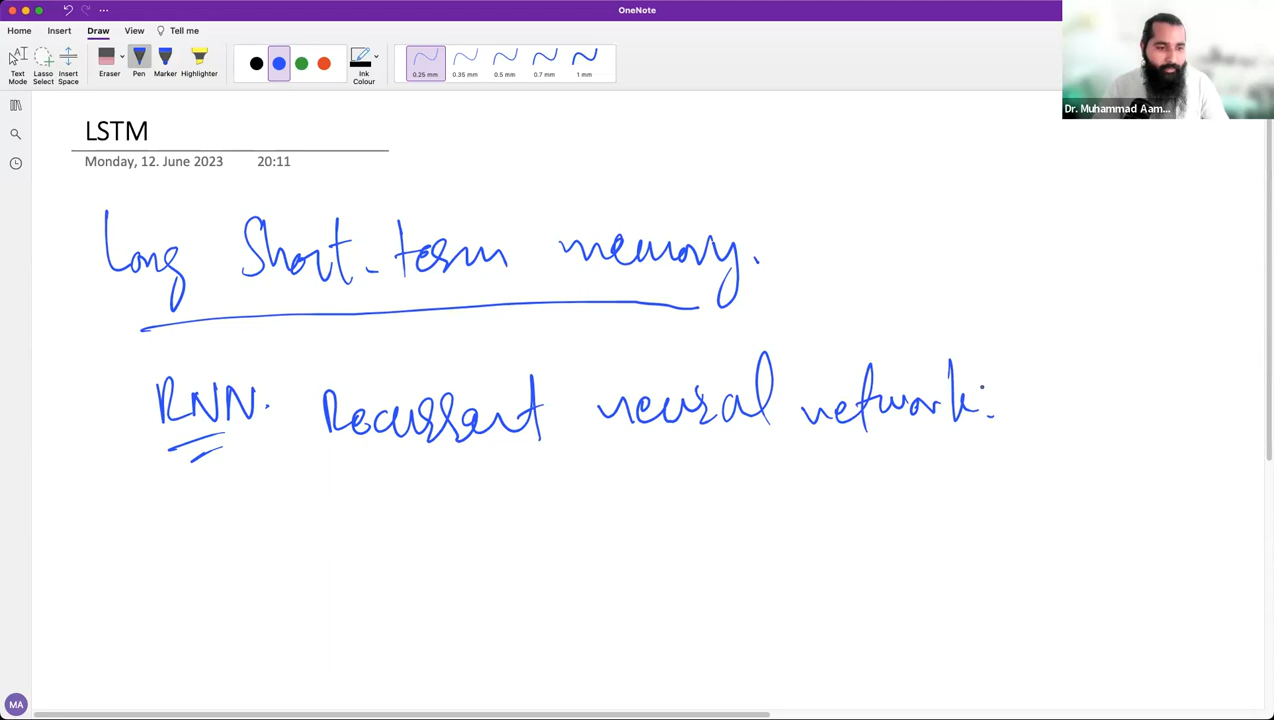 OneNote
Home Insert Draw View Tell me
Text Mode Lasso Select Insert Space Eraser Pen Marker Highlighter Ink Colour 0.25 mm 0.35 mm 0.5 mm 0.7 mm 1 mm
Dr. Muhammad Aam...
LSTM
Monday, 12. June 2023 20:11
Long Short-term memory.
RNN. Recurrant neural network:
MA